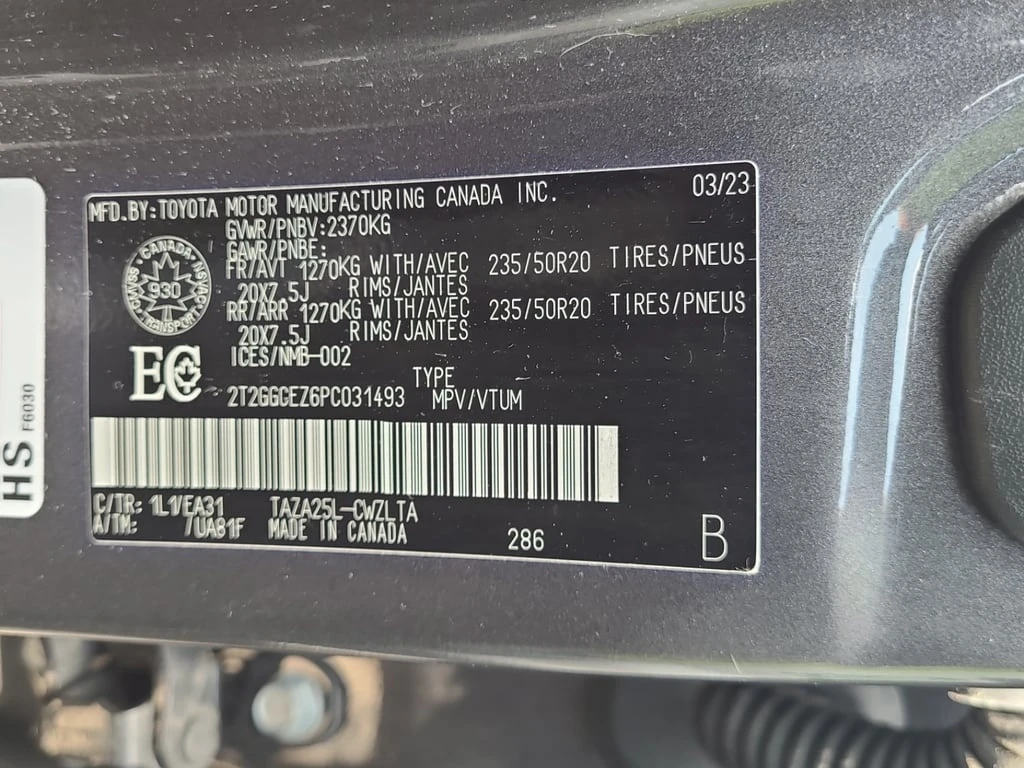 MFD.BY:TOYOTA MOTOR MANUFACTURING CANADA INC. 03/23
GVWR/PNBV:2370KG
GAWR/PNBE:
FR/AVT 1270KG WITH/AVEC 235/50R20 TIRES/PNEUS
20X7.5J RIMS/JANTES
RR/ARR 1270KG WITH/AVEC 235/50R20 TIRES/PNEUS
20X7.5J RIMS/JANTES
ICES/NMB-002
CANADA
930
TRANSPORT
EC
TYPE
2T2GGCEZ6PC031493 MPV/VTUM
C/TR: 1L1/EA31 TAZA25L-CWZLTA
A/TM: /UA81F MADE IN CANADA
286
B
HS
F6030